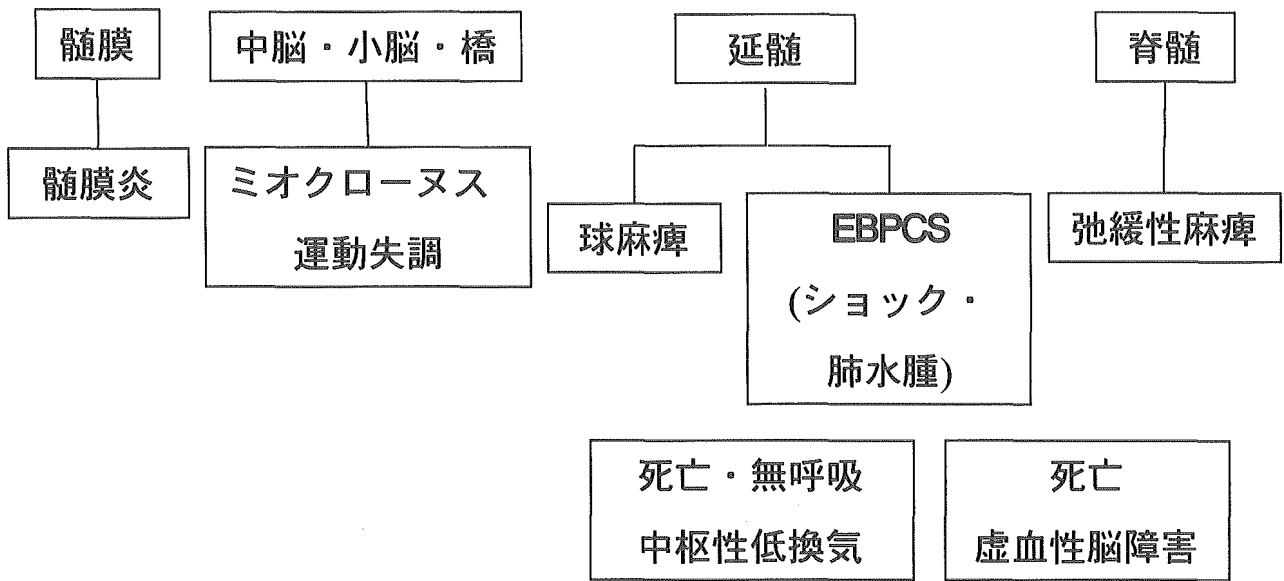 髄膜
中脳・小脳・橋
延髄
脊髄
髄膜炎
ミオクローヌス
運動失調
球麻痺
EBPCS
(ショック・
肺水腫)
弛緩性麻痺
死亡・無呼吸
中枢性低換気
死亡
虚血性脳障害